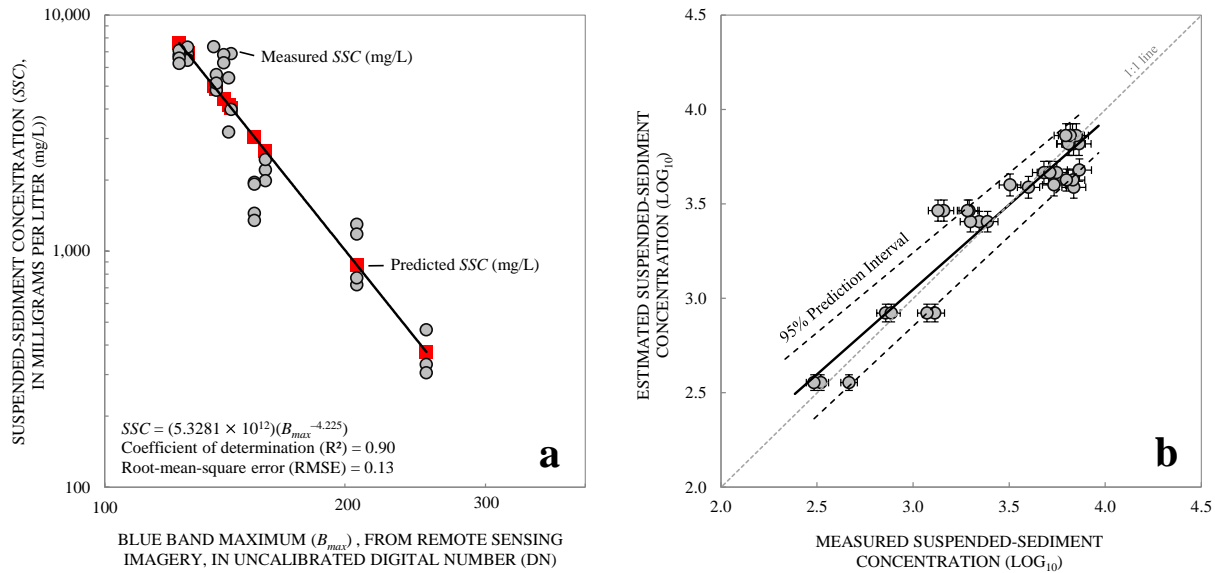 SUSPENDED-SEDIMENT CONCENTRATION (SSC),
IN MILLIGRAMS PER LITER (mg/L))
10,000
1,000
100
Measured SSC (mg/L)
Predicted SSC (mg/L)
SSC = (5.3281 × 10¹²)(Bₘₐₓ⁻⁴·²²⁵)
Coefficient of determination (R²) = 0.90
Root-mean-square error (RMSE) = 0.13
a
100
200
300
BLUE BAND MAXIMUM (Bₘₐₓ) , FROM REMOTE SENSING
IMAGERY, IN UNCALIBRATED DIGITAL NUMBER (DN)
ESTIMATED SUSPENDED-SEDIMENT
CONCENTRATION (LOG₁₀)
4.5
4.0
3.5
3.0
2.5
2.0
1:1 line
95% Prediction Interval
b
2.0
2.5
3.0
3.5
4.0
4.5
MEASURED SUSPENDED-SEDIMENT
CONCENTRATION (LOG₁₀)